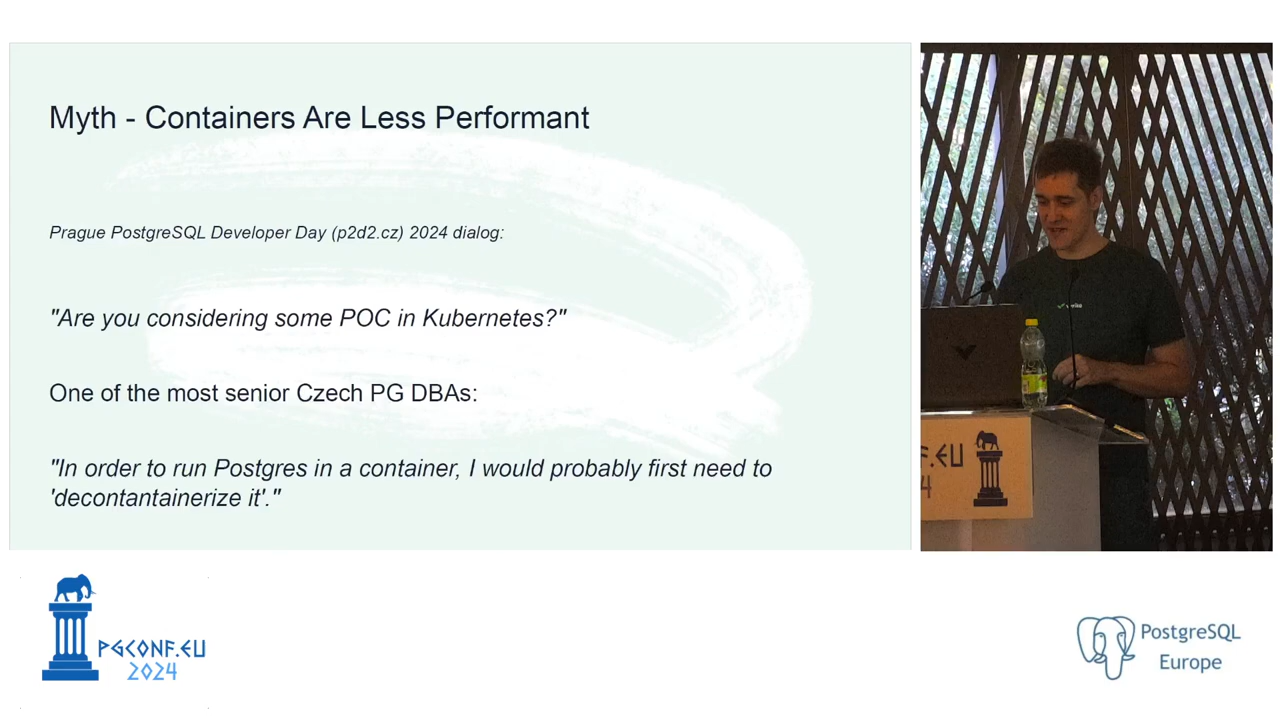 Myth - Containers Are Less Performant
Prague PostgreSQL Developer Day (p2d2.cz) 2024 dialog:
"Are you considering some POC in Kubernetes?"
One of the most senior Czech PG DBAs:
"In order to run Postgres in a container, I would probably first need to
'decontantainerize it'."
F.EU
4
PGCONF.EU
2024
PostgreSQL
Europe